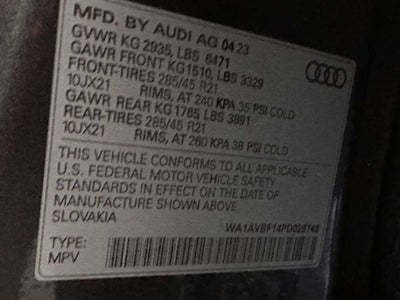 MFD. BY AUDI AG 04 23
GVWR KG 2935, LBS 6471
GAWR FRONT KG1510, LBS 3329
FRONT-TIRES 285/45 R21
10JX21 RIMS, AT 240 KPA 35 PSI COLD
GAWR REAR KG 1765, LBS 3891
REAR-TIRES 285/45 R21
10JX21 RIMS, AT 260 KPA 38 PSI COLD
THIS VEHICLE CONFORMS TO ALL APPLICABLE
U.S. FEDERAL MOTOR VEHICLE SAFETY
STANDARDS IN EFFECT ON THE DATE OF
MANUFACTURE SHOWN ABOVE
SLOVAKIA
WA1AVBF14PD029743
TYPE:
MPV